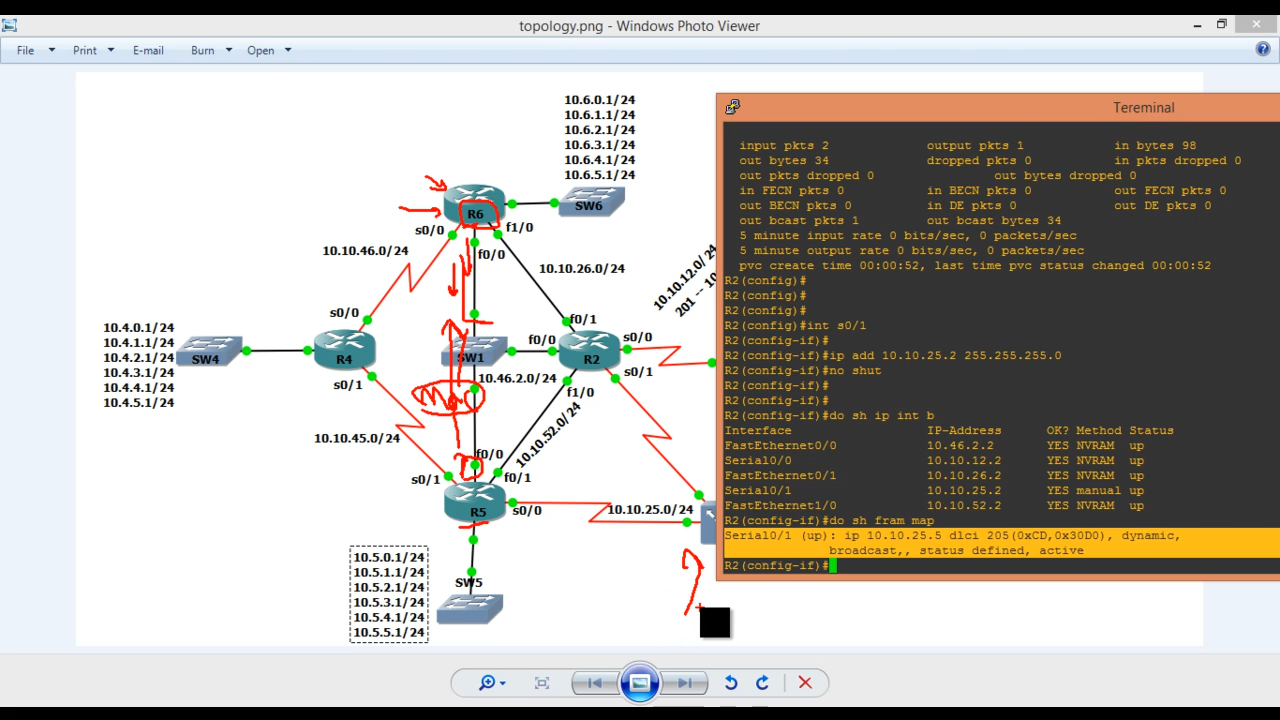 topology.png - Windows Photo Viewer
File Print E-mail Burn Open
10.6.0.1/24
10.6.1.1/24
10.6.2.1/24
10.6.3.1/24
10.6.4.1/24
10.6.5.1/24
SW6
R6
s0/0
f1/0
f0/0
10.10.46.0/24
10.10.26.0/24
10.10.12.0/24
201 -- 10
s0/0
f0/1
10.4.0.1/24
10.4.1.1/24
10.4.2.1/24
10.4.3.1/24
10.4.4.1/24
10.4.5.1/24
SW4
R4
SW1
f0/0
R2
s0/0
s0/1
s0/1
10.46.2.0/24
f1/0
10.10.45.0/24
10.10.52.0/24
f0/0
s0/1
f0/1
R5
s0/0
10.10.25.0/24
10.5.0.1/24
10.5.1.1/24
10.5.2.1/24
10.5.3.1/24
10.5.4.1/24
10.5.5.1/24
SW5
Tereminal
input pkts 2 output pkts 1 in bytes 98
out bytes 34 dropped pkts 0 in pkts dropped 0
out pkts dropped 0 out bytes dropped 0
in FECN pkts 0 in BECN pkts 0 out FECN pkts 0
out BECN pkts 0 in DE pkts 0 out DE pkts 0
out bcast pkts 1 out bcast bytes 34
5 minute input rate 0 bits/sec, 0 packets/sec
5 minute output rate 0 bits/sec, 0 packets/sec
pvc create time 00:00:52, last time pvc status changed 00:00:52
R2(config)#
R2(config)#
R2(config)#
R2(config)#int s0/1
R2(config-if)#
R2(config-if)#ip add 10.10.25.2 255.255.255.0
R2(config-if)#no shut
R2(config-if)#
R2(config-if)#
R2(config-if)#do sh ip int b
Interface IP-Address OK? Method Status
FastEthernet0/0 10.46.2.2 YES NVRAM up
Serial0/0 10.10.12.2 YES NVRAM up
FastEthernet0/1 10.10.26.2 YES NVRAM up
Serial0/1 10.10.25.2 YES manual up
FastEthernet1/0 10.10.52.2 YES NVRAM up
R2(config-if)#do sh fram map
Serial0/1 (up): ip 10.10.25.5 dlci 205(0xCD,0x30D0), dynamic,
broadcast,, status defined, active
R2(config-if)#